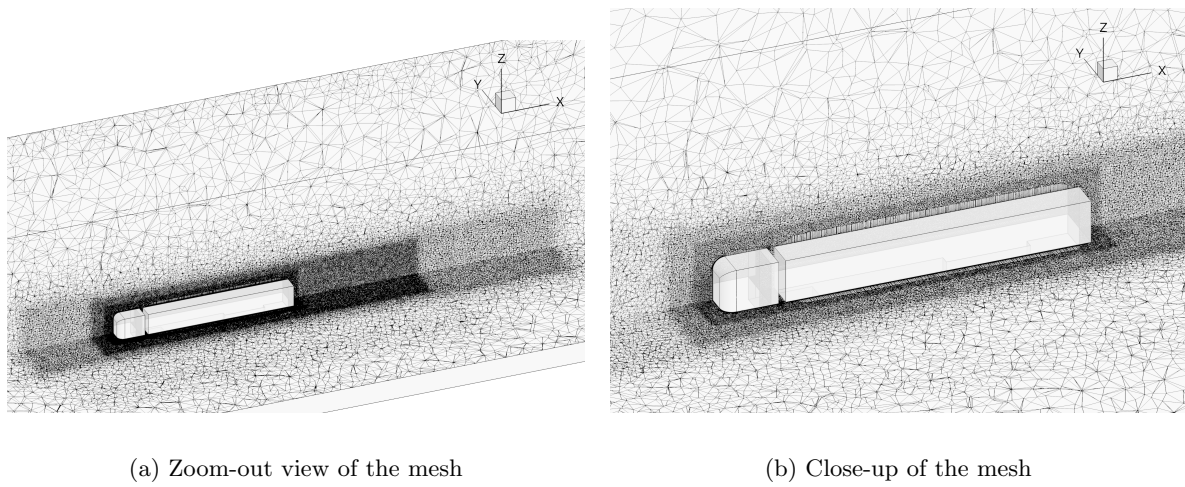 Z
Y
X
Z
Y
X
(a) Zoom-out view of the mesh
(b) Close-up of the mesh